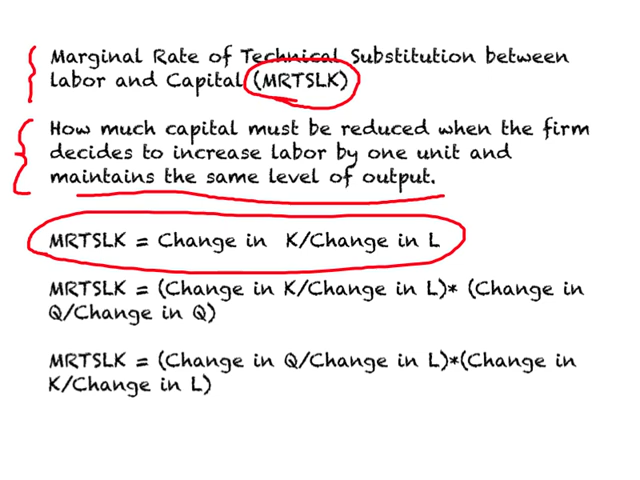 Marginal Rate of Technical Substitution between
Labor and Capital (MRTSLK)
How much capital must be reduced when the firm
decides to increase labor by one unit and
maintains the same level of output.
MRTSLK = Change in K/Change in L
MRTSLK = (Change in K/Change in L)* (Change in
Q/Change in Q)
MRTSLK = (Change in Q/Change in L)*(Change in
K/Change in L)